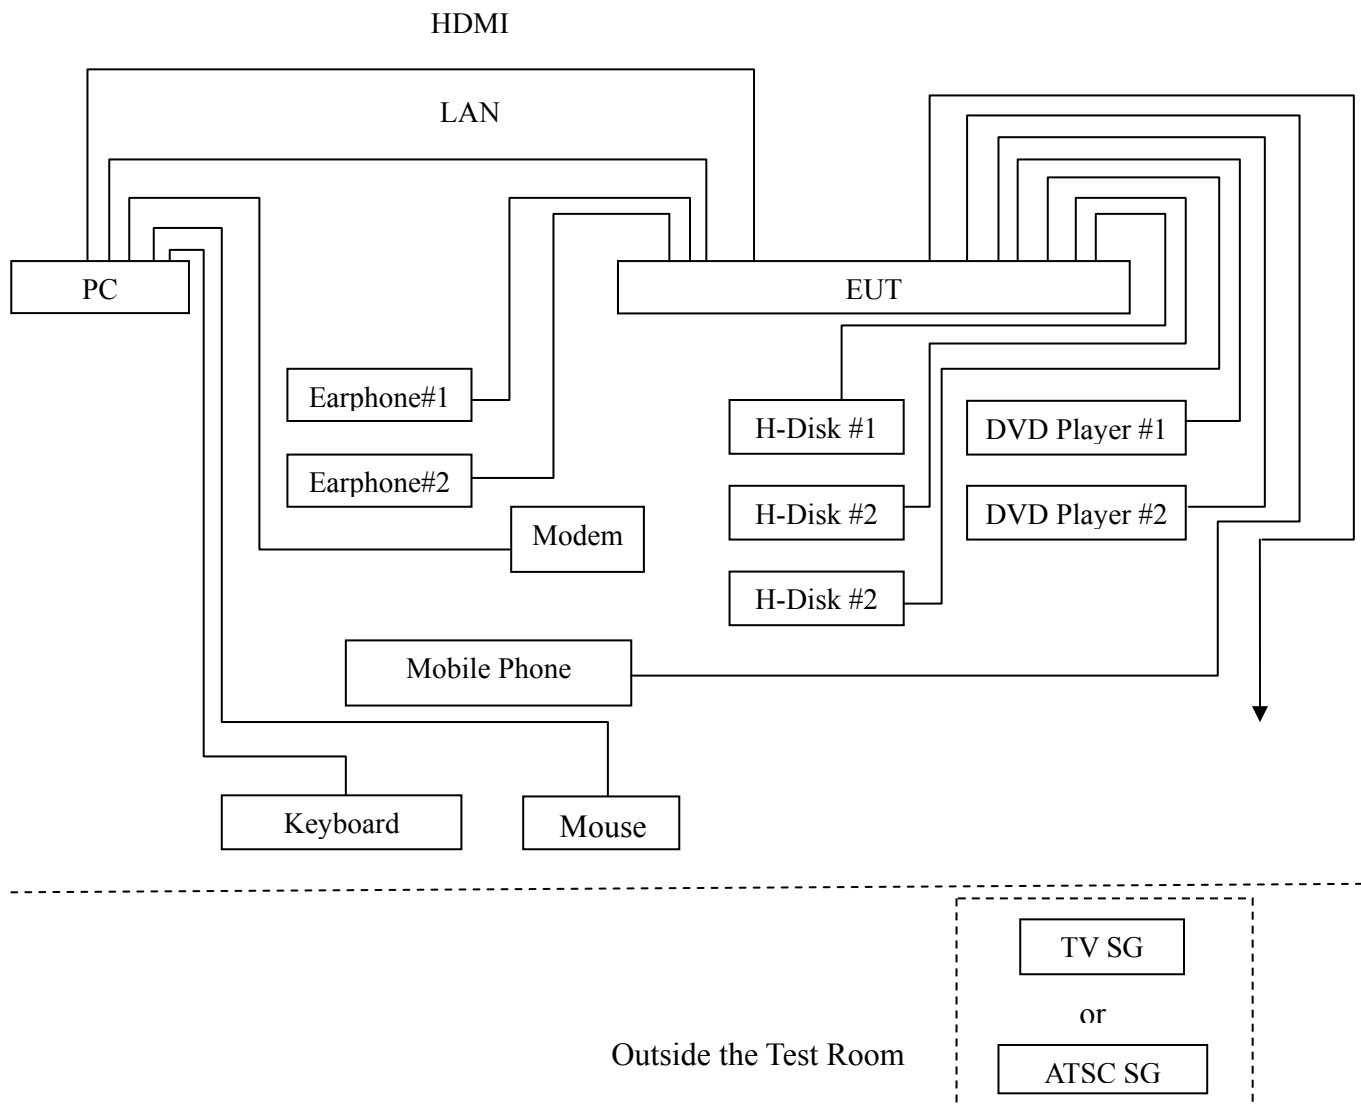 HDMI
LAN
PC
EUT
Earphone#1
H-Disk #1
DVD Player #1
Earphone#2
H-Disk #2
DVD Player #2
Modem
H-Disk #2
Mobile Phone
Keyboard
Mouse
TV SG
or
Outside the Test Room
ATSC SG